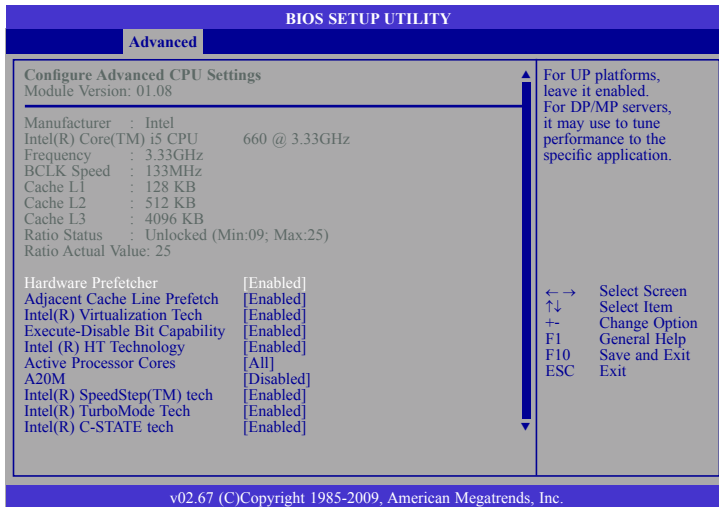 BIOS SETUP UTILITY
Advanced
Configure Advanced CPU Settings
Module Version: 01.08
Manufacturer : Intel
Intel(R) Core(TM) i5 CPU 660 @ 3.33GHz
Frequency : 3.33GHz
BCLK Speed : 133MHz
Cache L1 : 128 KB
Cache L2 : 512 KB
Cache L3 : 4096 KB
Ratio Status : Unlocked (Min:09; Max:25)
Ratio Actual Value: 25
Hardware Prefetcher [Enabled]
Adjacent Cache Line Prefetch [Enabled]
Intel(R) Virtualization Tech [Enabled]
Execute-Disable Bit Capability [Enabled]
Intel (R) HT Technology [Enabled]
Active Processor Cores [All]
A20M [Disabled]
Intel(R) SpeedStep(TM) tech [Enabled]
Intel(R) TurboMode Tech [Enabled]
Intel(R) C-STATE tech [Enabled]
For UP platforms,
leave it enabled.
For DP/MP servers,
it may use to tune
performance to the
specific application.
←→ Select Screen
↑↓ Select Item
+- Change Option
F1 General Help
F10 Save and Exit
ESC Exit
v02.67 (C)Copyright 1985-2009, American Megatrends, Inc.